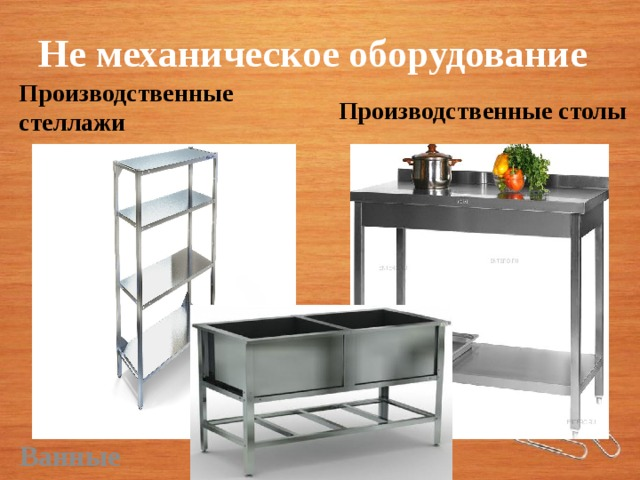 Не механическое оборудование
Производственные
стеллажи
Производственные столы
Ванные